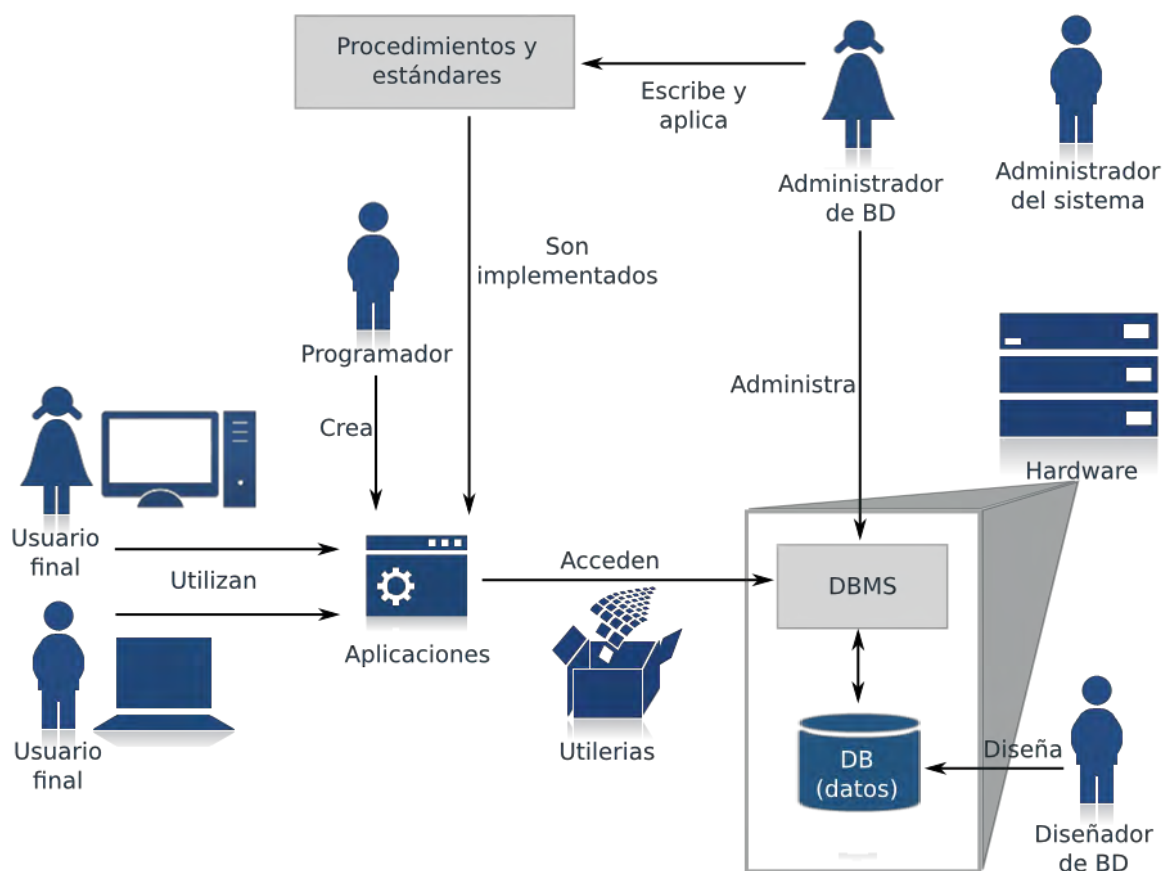 Procedimientos y
estándares
Escribe y
aplica
Administrador
de BD
Administrador
del sistema
Son
implementados
Programador
Administra
Crea
Hardware
Usuario
final
Utilizan
Acceden
DBMS
Aplicaciones
Utilerias
Usuario
final
DB
(datos)
Diseña
Diseñador
de BD